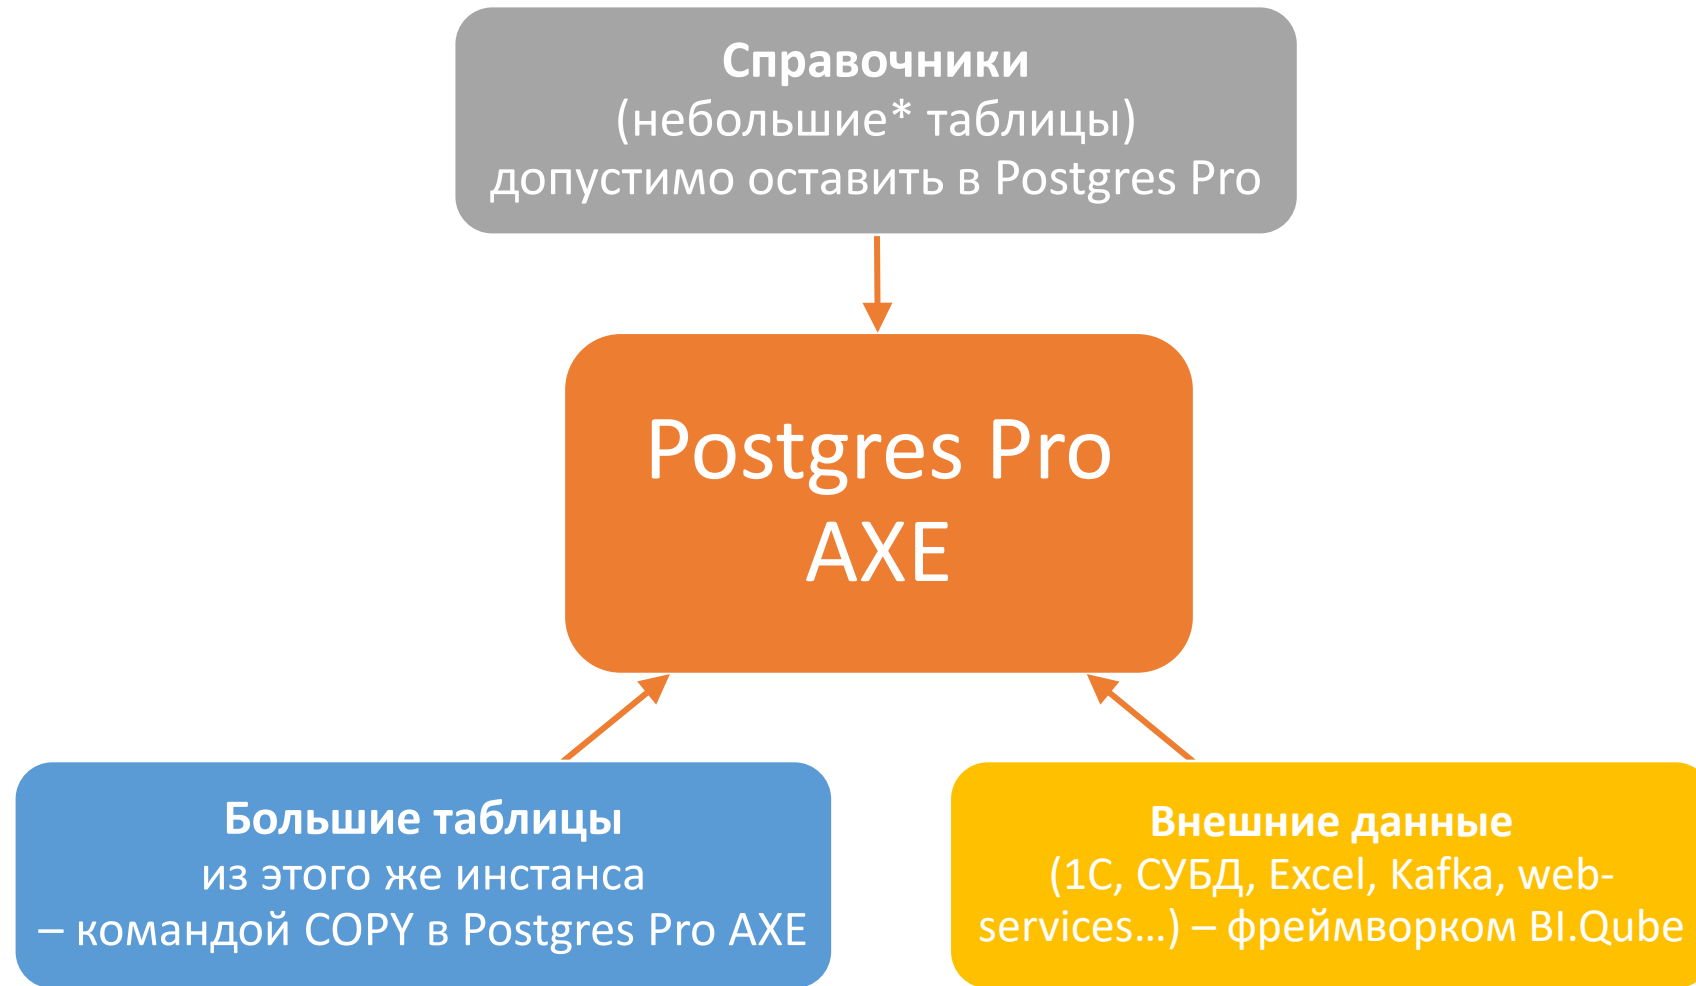 Справочники
(небольшие* таблицы)
допустимо оставить в Postgres Pro
Postgres Pro
AXE
Большие таблицы
из этого же инстанса
– командой COPY в Postgres Pro AXE
Внешние данные
(1С, СУБД, Excel, Kafka, web-
services…) – фреймворком BI.Qube